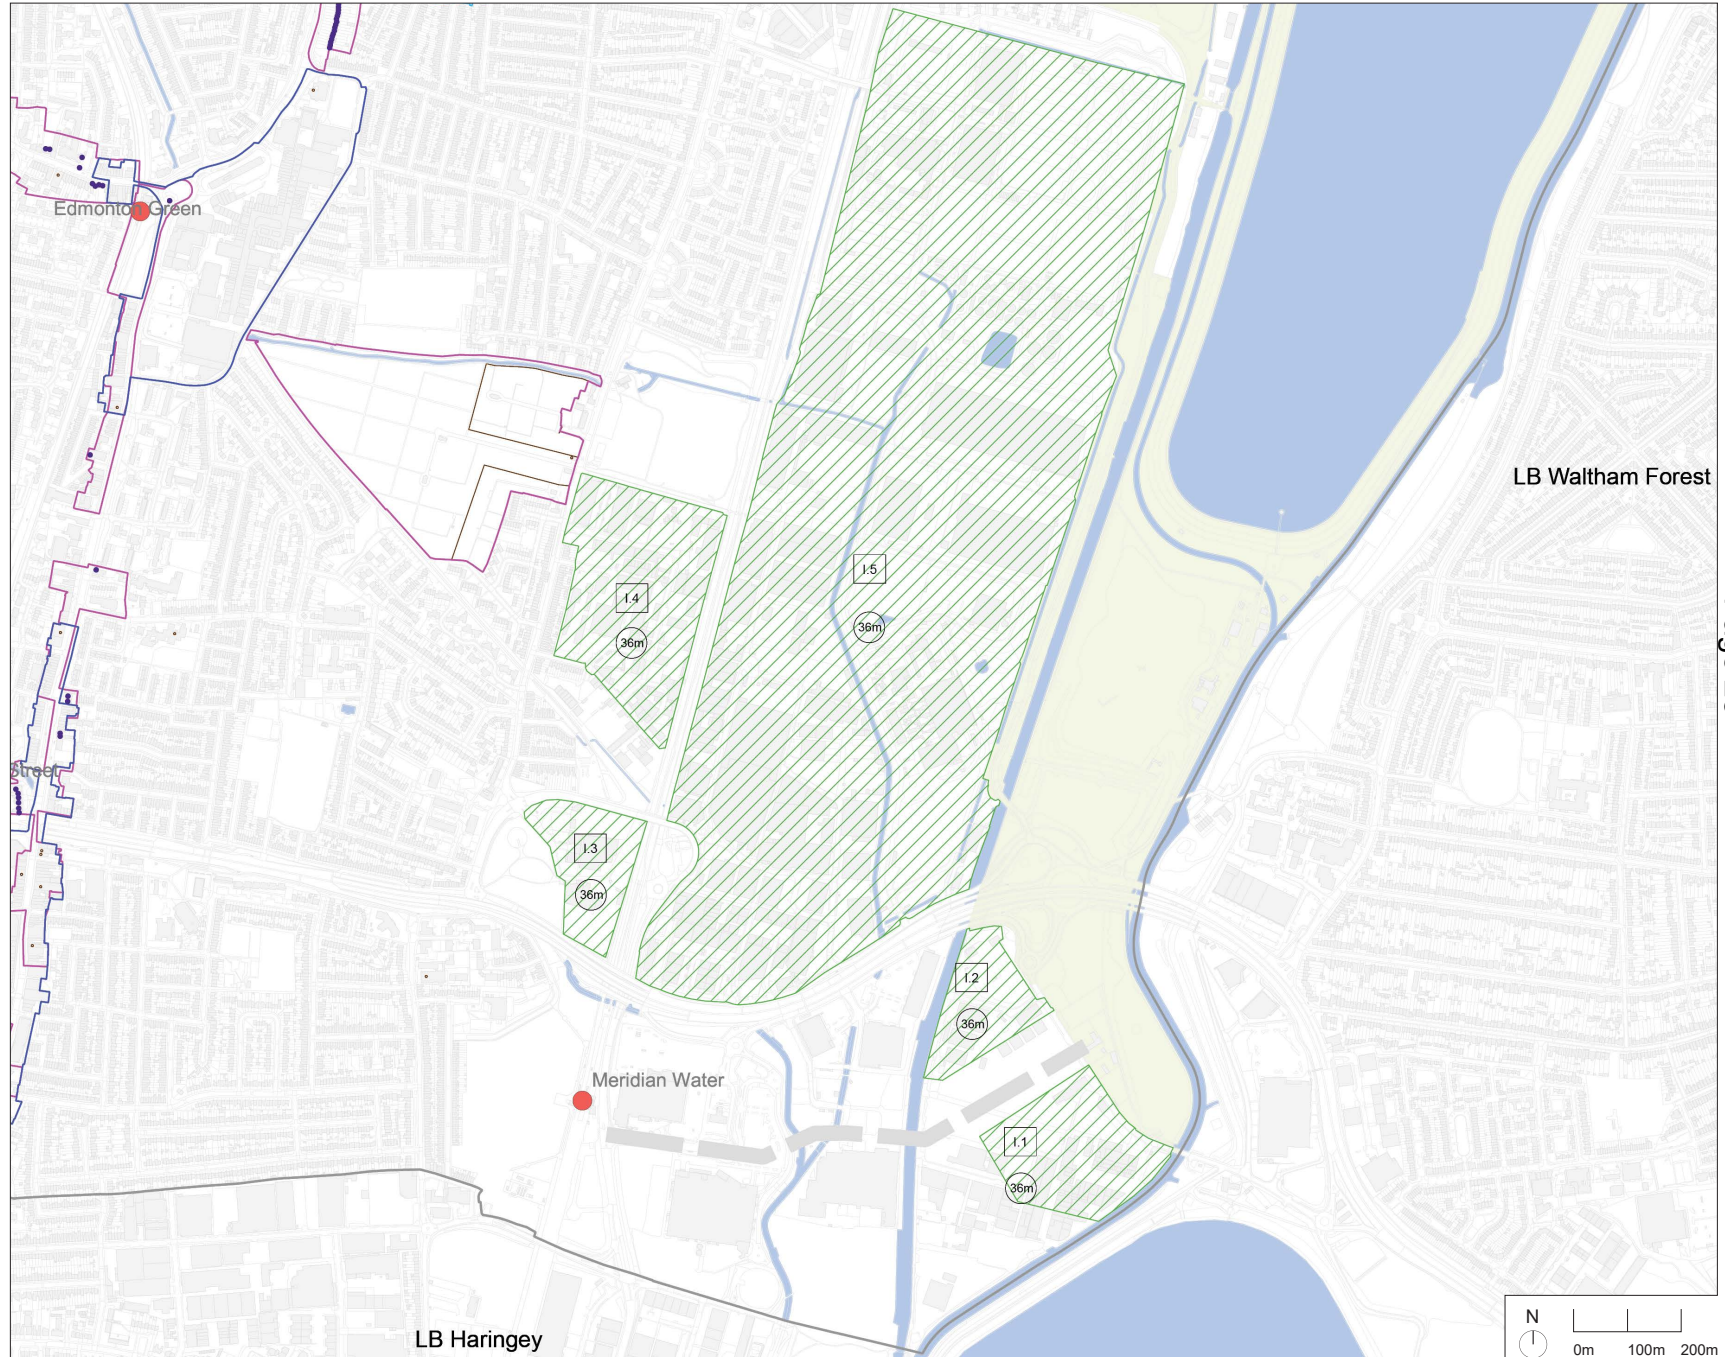 Edmonton Green
LB Waltham Forest
I.5
36m
I.4
36m
Street
I.3
36m
I.2
36m
Meridian Water
I.1
36m
LB Haringey
N
0m 100m 200m